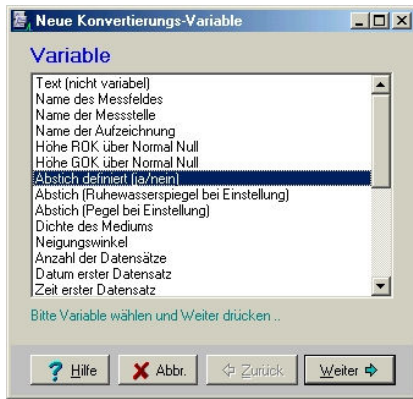 Neue Konvertierungs-Variable
Variable
Text (nicht variabel)
Name des Messfeldes
Name der Messstelle
Name der Aufzeichnung
Höhe ROK über Normal Null
Höhe GOK über Normal Null
Abstich definiert (ja/nein)
Abstich (Ruhewasserspiegel bei Einstellung)
Abstich (Pegel bei Einstellung)
Dichte des Mediums
Neigungswinkel
Anzahl der Datensätze
Datum erster Datensatz
Zeit erster Datensatz
Bitte Variable wählen und Weiter drücken ..
? Hilfe Abbr. Zurück Weiter